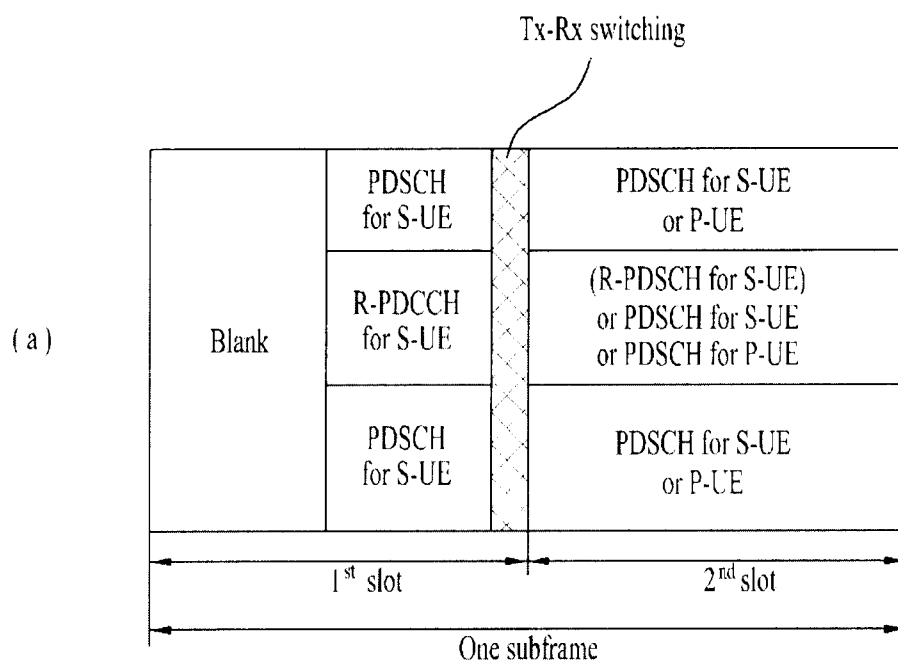 Tx-Rx switching
(a)
Blank
PDSCH
for S-UE
R-PDCCH
for S-UE
PDSCH
for S-UE
PDSCH for S-UE
or P-UE
(R-PDSCH for S-UE)
or PDSCH for S-UE
or PDSCH for P-UE
PDSCH for S-UE
or P-UE
1st slot
2nd slot
One subframe